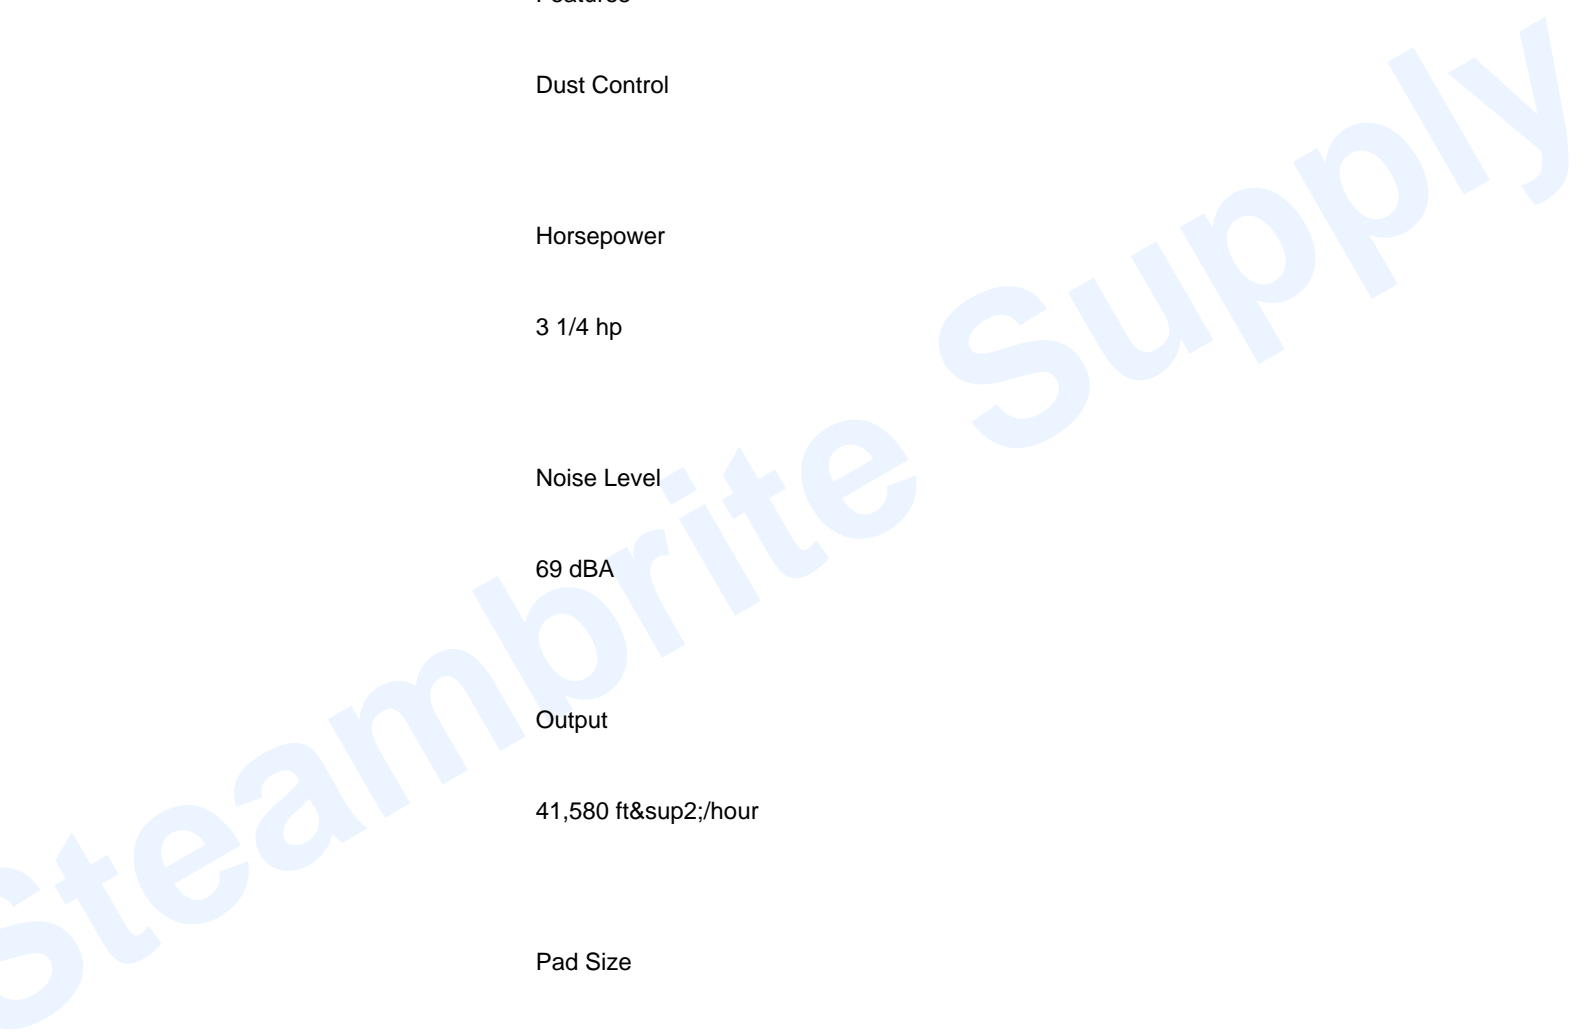 Features
Dust Control
Horsepower
3 1/4 hp
Noise Level
69 dBA
Output
41,580 ft&sup2;/hour
Pad Size
Steambrite Supply